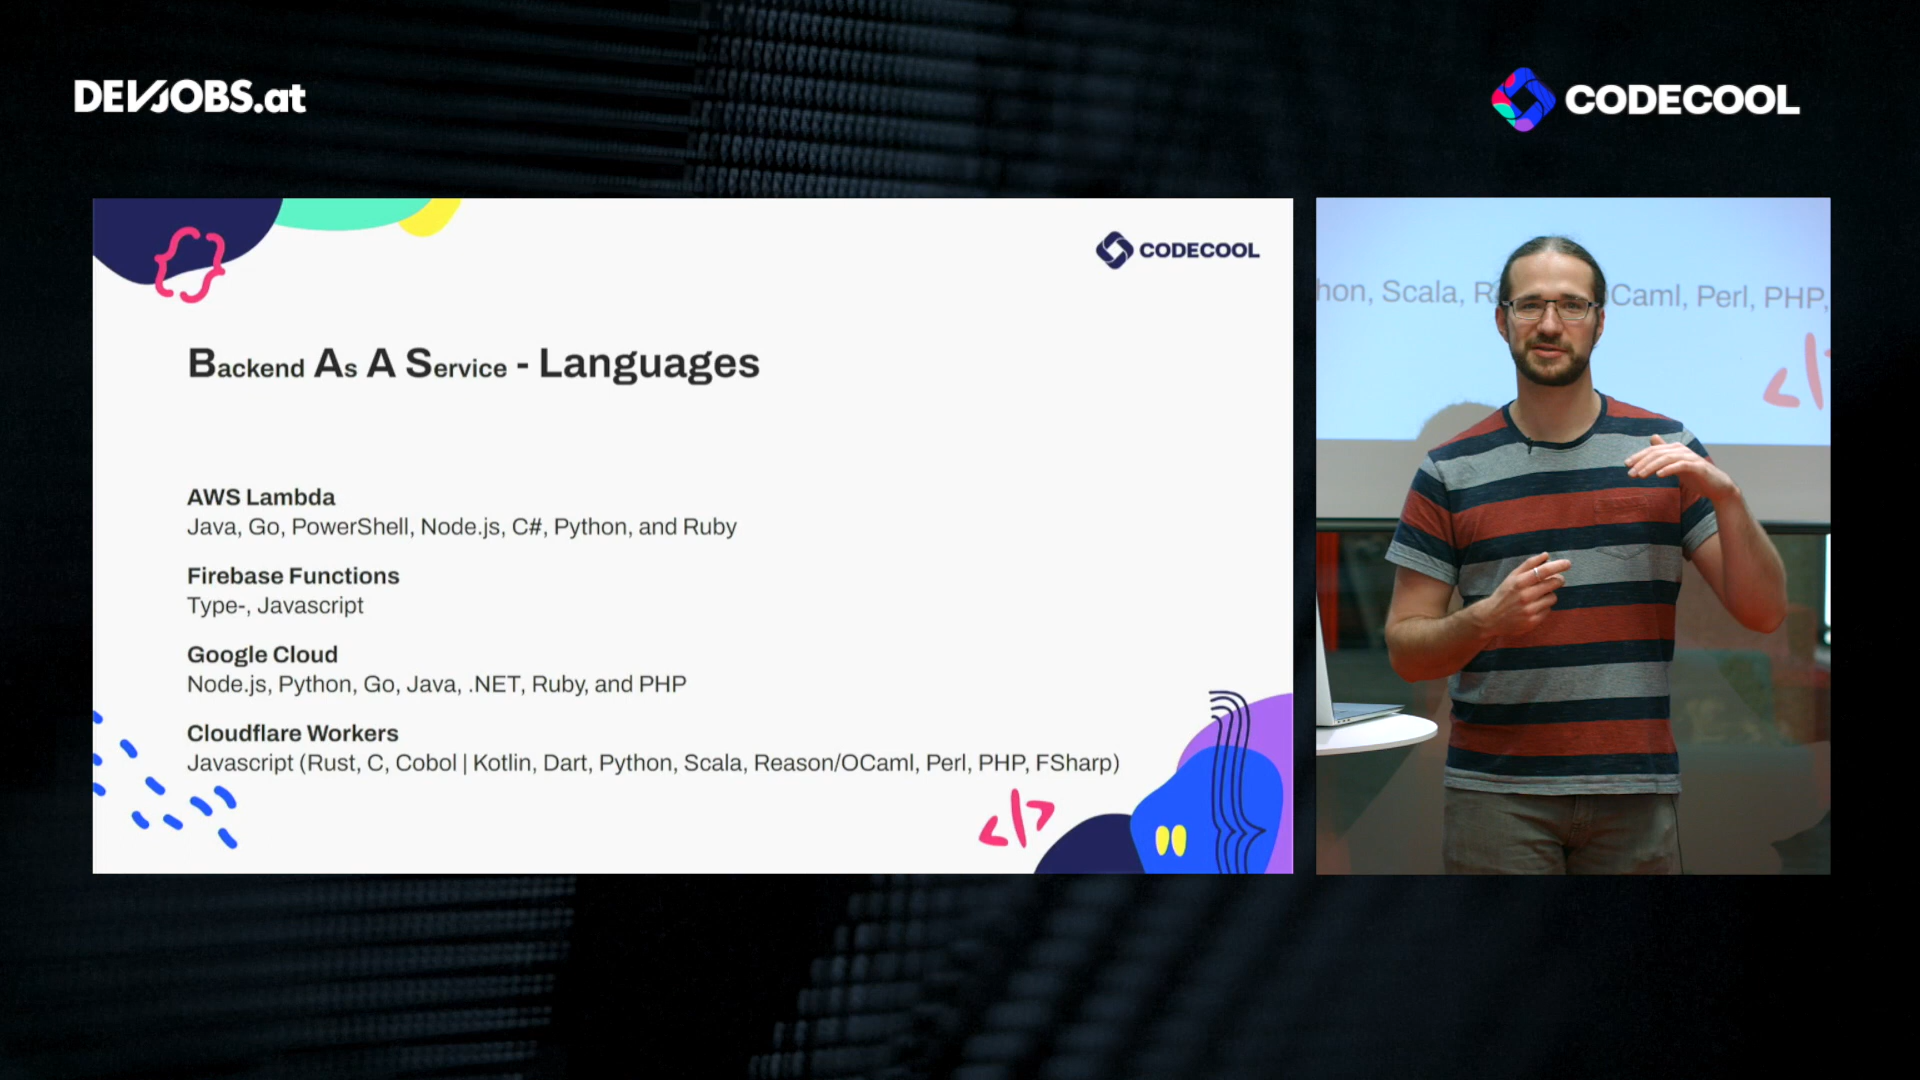 DEVJOBS.at
CODECOOL
CODECOOL
Backend As A Service - Languages
AWS Lambda
Java, Go, PowerShell, Node.js, C#, Python, and Ruby
Firebase Functions
Type-, Javascript
Google Cloud
Node.js, Python, Go, Java, .NET, Ruby, and PHP
Cloudflare Workers
Javascript (Rust, C, Cobol | Kotlin, Dart, Python, Scala, Reason/OCaml, Perl, PHP, FSharp)
</>
hon, Scala, R OCaml, Perl, PHP,
</